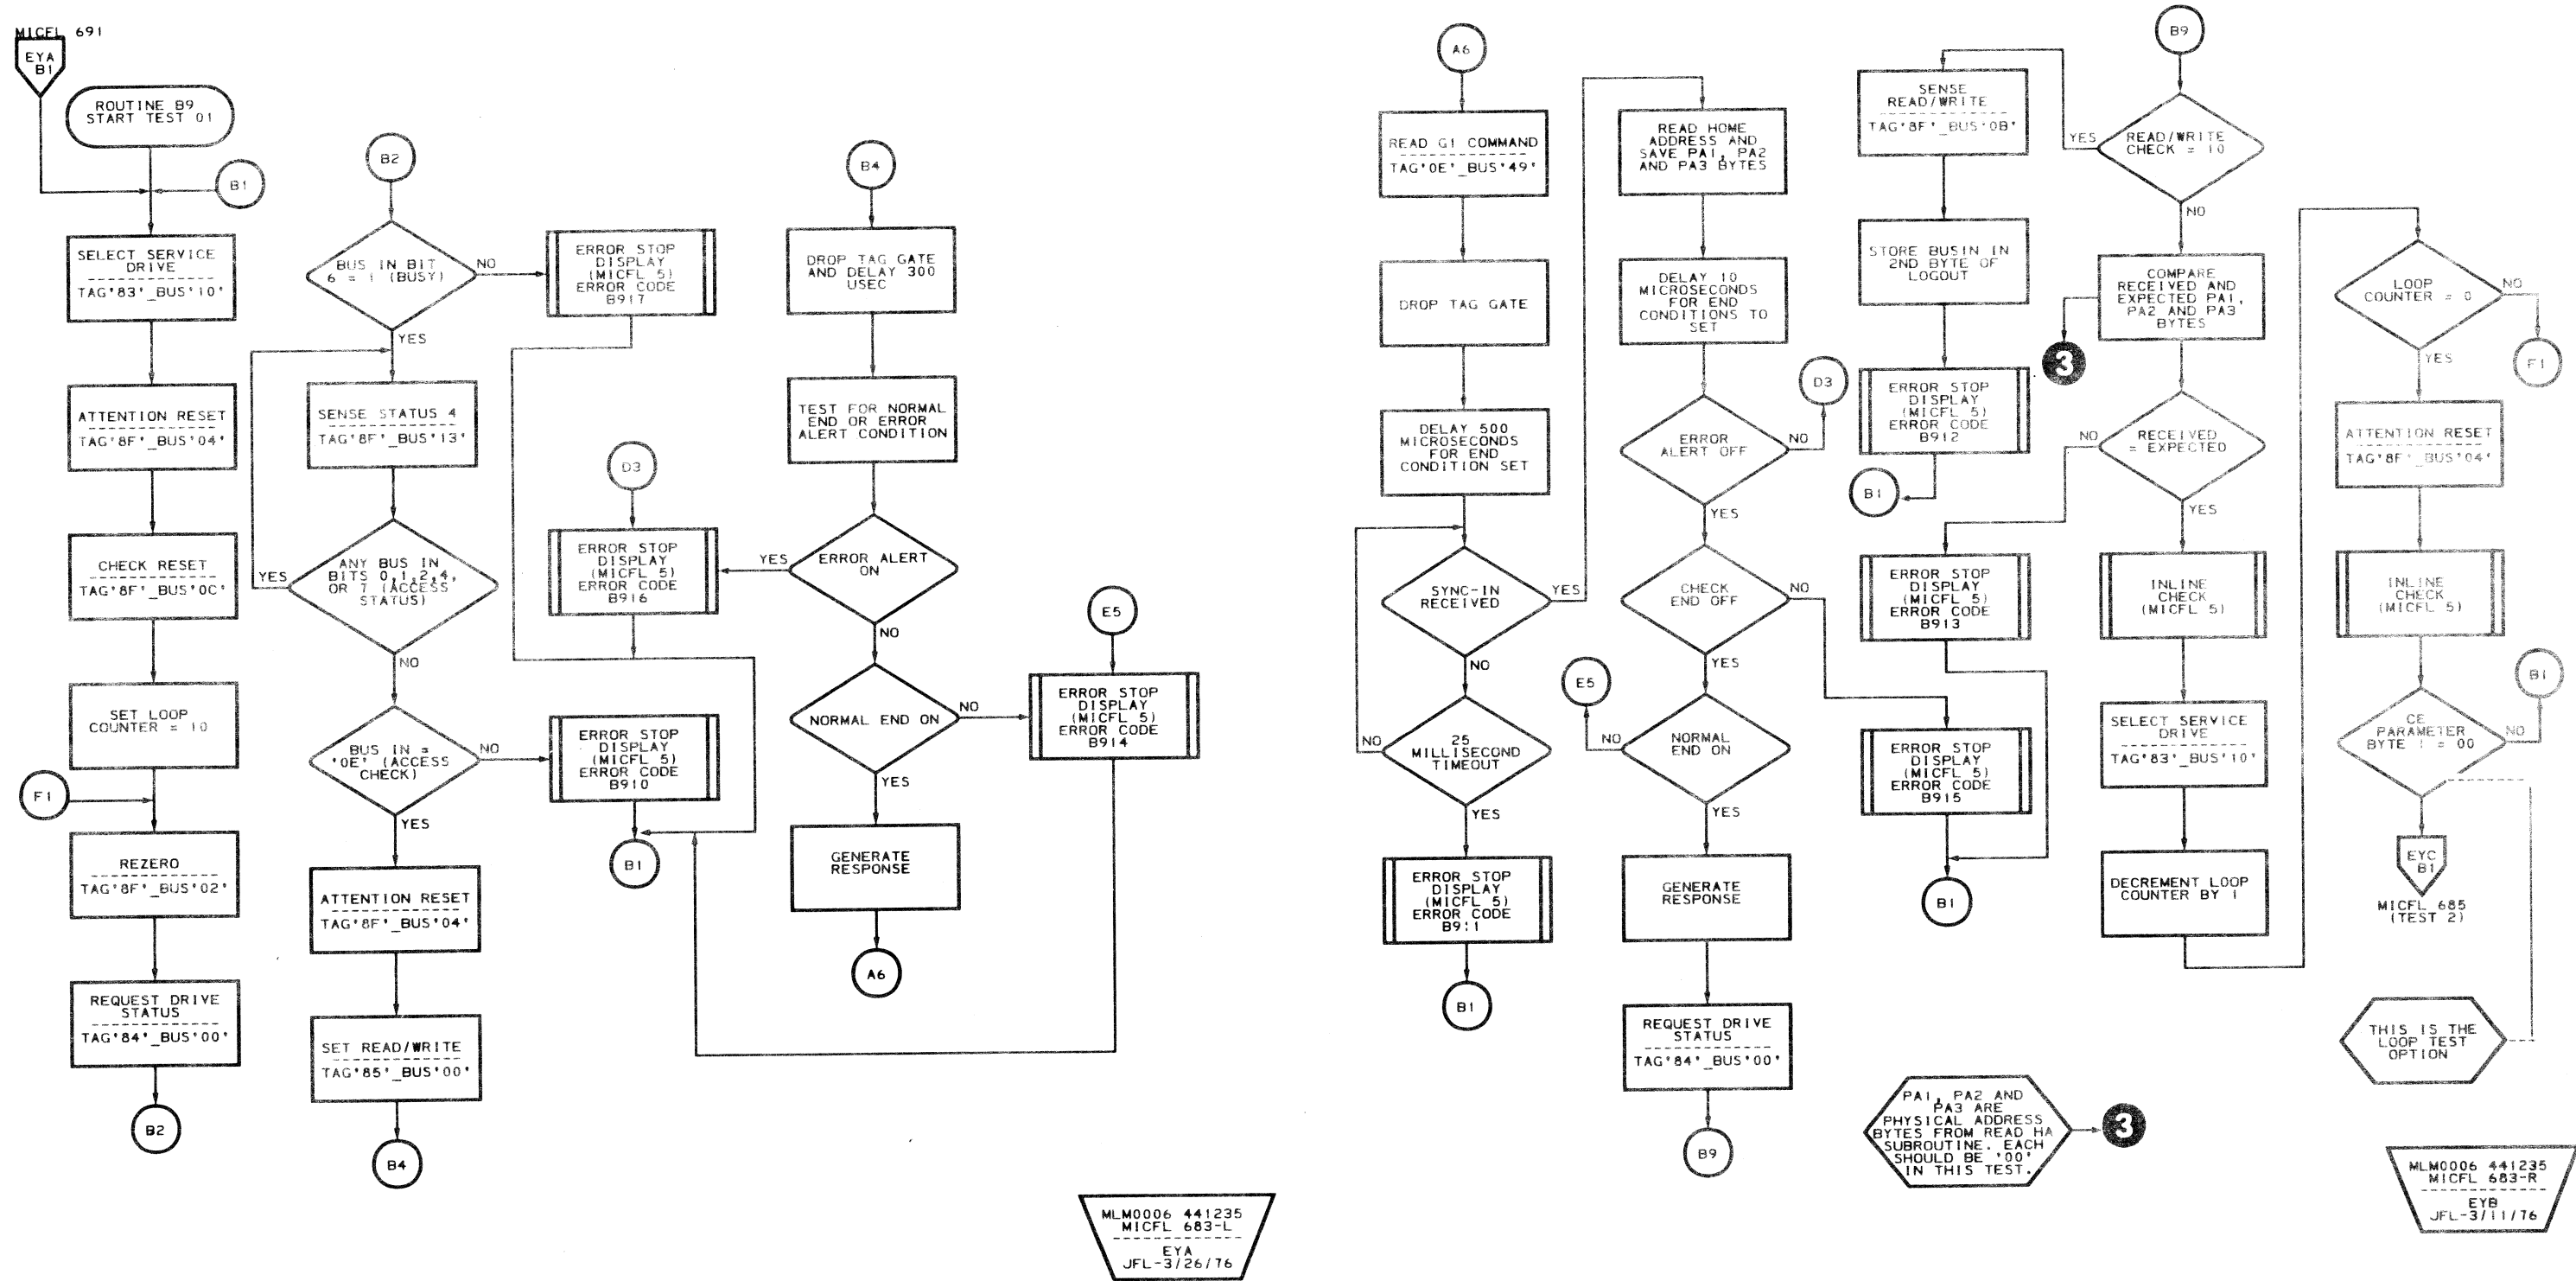 MICFL 691
EYA
B1
ROUTINE B9
START TEST 01
B1
SELECT SERVICE
DRIVE
TAG'83'_BUS'10'
ATTENTION RESET
TAG'8F'_BUS'04'
CHECK RESET
TAG'8F'_BUS'0C'
SET LOOP
COUNTER = 10
F1
REZERO
TAG'8F'_BUS'02'
REQUEST DRIVE
STATUS
TAG'84'_BUS'00'
B2
B2
BUS IN BIT
6 = 1 (BUSY)
NO
YES
SENSE STATUS 4
TAG'8F'_BUS'13'
ANY BUS IN
BITS 0,1,2,4,
OR 7 (ACCESS
STATUS)
YES
NO
BUS IN =
'0E' (ACCESS
CHECK)
NO
YES
ATTENTION RESET
TAG'8F'_BUS'04'
SET READ/WRITE
TAG'85'_BUS'00'
B4
ERROR STOP
DISPLAY
(MICFL 5)
ERROR CODE
B917
D3
ERROR STOP
DISPLAY
(MICFL 5)
ERROR CODE
B916
ERROR STOP
DISPLAY
(MICFL 5)
ERROR CODE
B910
B1
B4
DROP TAG GATE
AND DELAY 300
USEC
TEST FOR NORMAL
END OR ERROR
ALERT CONDITION
ERROR ALERT
ON
YES
NO
NORMAL END ON
NO
YES
GENERATE
RESPONSE
A6
E5
ERROR STOP
DISPLAY
(MICFL 5)
ERROR CODE
B914
MLM0006 441235
MICFL 683-L
EYA
JFL-3/26/76
A6
READ G1 COMMAND
TAG'0E'_BUS'49'
DROP TAG GATE
DELAY 500
MICROSECONDS
FOR END
CONDITION SET
SYNC-IN
RECEIVED
YES
NO
25
MILLISECOND
TIMEOUT
NO
YES
ERROR STOP
DISPLAY
(MICFL 5)
ERROR CODE
B9:1
B1
READ HOME
ADDRESS AND
SAVE PA1, PA2
AND PA3 BYTES
DELAY 10
MICROSECONDS
FOR END
CONDITIONS TO
SET
ERROR
ALERT OFF
NO
D3
YES
CHECK
END OFF
NO
YES
E5
NORMAL
END ON
NO
YES
GENERATE
RESPONSE
REQUEST DRIVE
STATUS
TAG'84'_BUS'00'
B9
SENSE
READ/WRITE
TAG'8F'_BUS'0B'
STORE BUSIN IN
2ND BYTE OF
LOGOUT
ERROR STOP
DISPLAY
(MICFL 5)
ERROR CODE
B912
B1
ERROR STOP
DISPLAY
(MICFL 5)
ERROR CODE
B913
ERROR STOP
DISPLAY
(MICFL 5)
ERROR CODE
B915
B1
PA1, PA2 AND
PA3 ARE
PHYSICAL ADDRESS
BYTES FROM READ HA
SUBROUTINE. EACH
SHOULD BE '00'
IN THIS TEST.
3
B9
READ/WRITE
CHECK = 10
YES
NO
COMPARE
RECEIVED AND
EXPECTED PA1,
PA2 AND PA3
BYTES
3
RECEIVED
= EXPECTED
NO
YES
INLINE
CHECK
(MICFL 5)
SELECT SERVICE
DRIVE
TAG'83'_BUS'10'
DECREMENT LOOP
COUNTER BY 1
LOOP
COUNTER = 0
NO
F1
YES
ATTENTION RESET
TAG'8F'_BUS'04'
INLINE
CHECK
(MICFL 5)
B1
CE
PARAMETER
BYTE 1 = 00
NO
YES
EYC
B1
MICFL 685
(TEST 2)
THIS IS THE
LOOP TEST
OPTION
MLM0006 441235
MICFL 683-R
EYB
JFL-3/11/76